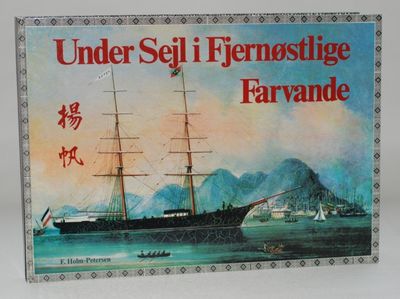 Under Sejl i Fjernøstlige
Farvande
揚
帆
F. Holm-Petersen